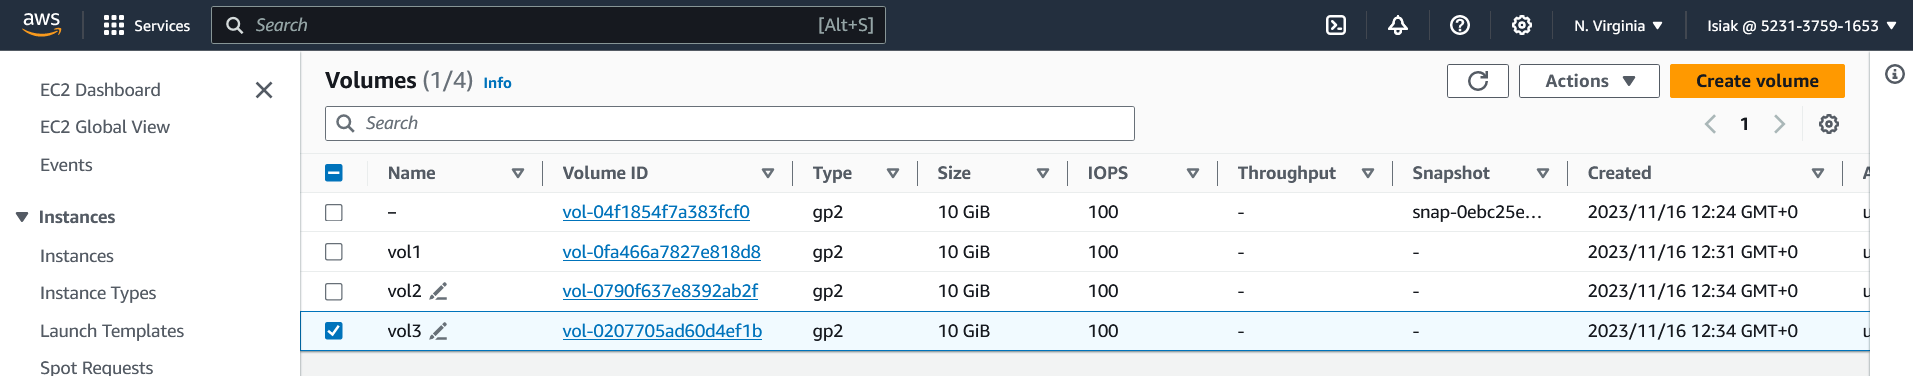 aws Services Search [Alt+S] N. Virginia Isiak @ 5231-3759-1653
EC2 Dashboard
EC2 Global View
Events
Instances
Instances
Instance Types
Launch Templates
Spot Requests
Volumes (1/4) Info Actions Create volume
Search 1
Name Volume ID Type Size IOPS Throughput Snapshot Created
– vol-04f1854f7a383fcf0 gp2 10 GiB 100 - snap-0ebc25e... 2023/11/16 12:24 GMT+0
vol1 vol-0fa466a7827e818d8 gp2 10 GiB 100 - - 2023/11/16 12:31 GMT+0
vol2 vol-0790f637e8392ab2f gp2 10 GiB 100 - - 2023/11/16 12:34 GMT+0
vol3 vol-0207705ad60d4ef1b gp2 10 GiB 100 - - 2023/11/16 12:34 GMT+0